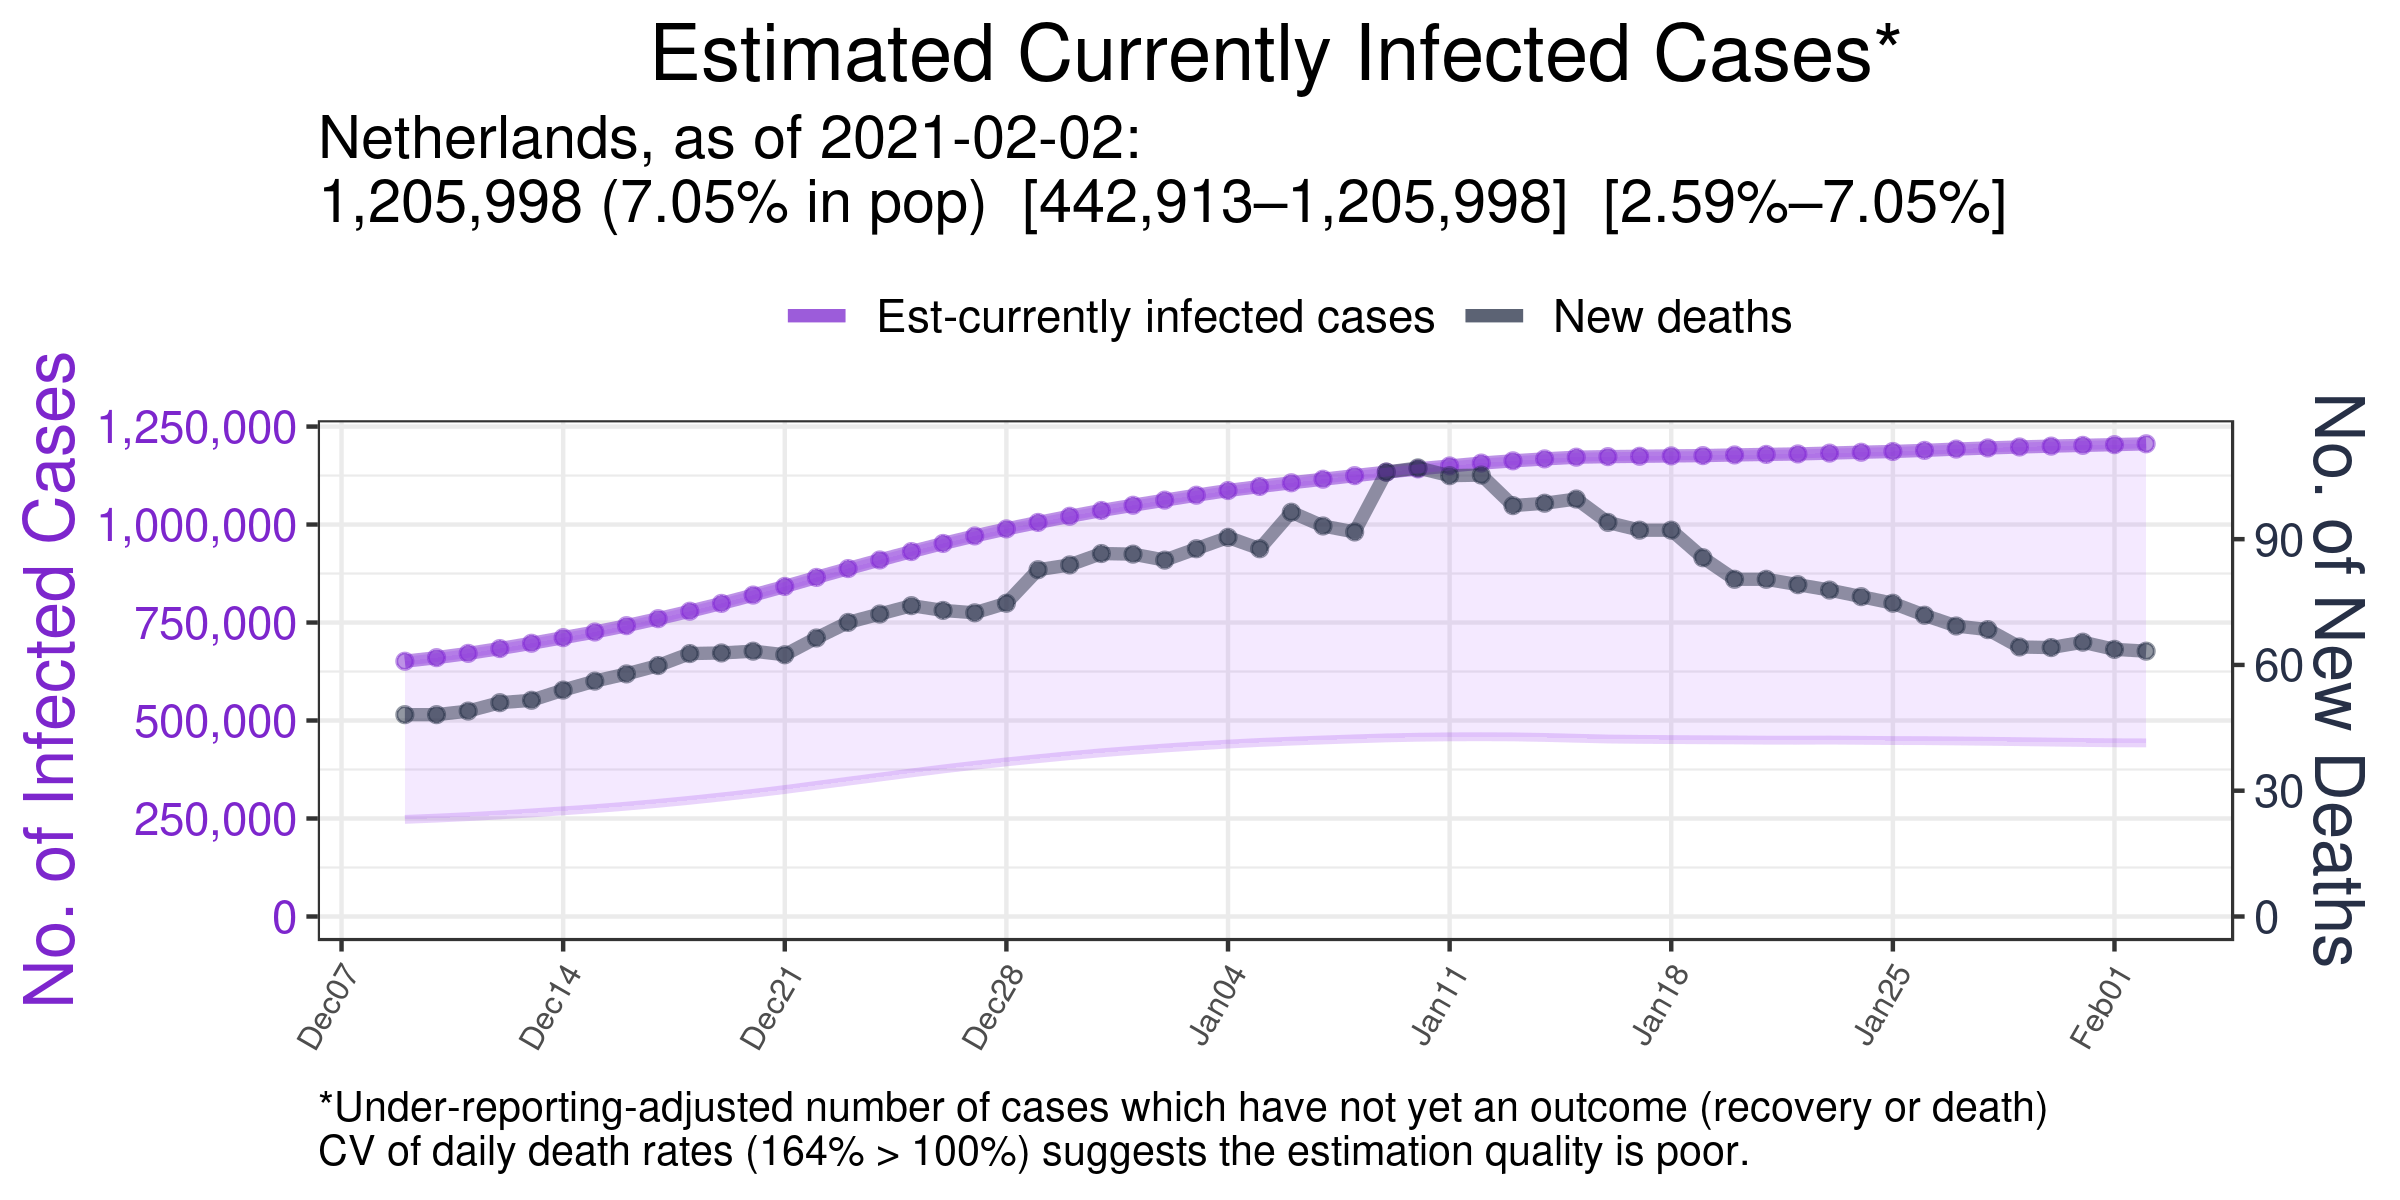 Estimated Currently Infected Cases*
Netherlands, as of 2021-02-02:
1,205,998 (7.05% in pop)  [442,913–1,205,998]  [2.59%–7.05%]
Est-currently infected cases
New deaths
No. of Infected Cases
1,250,000
1,000,000
750,000
500,000
250,000
0
No. of New Deaths
90
60
30
0
Dec07
Dec14
Dec21
Dec28
Jan04
Jan11
Jan18
Jan25
Feb01
*Under-reporting-adjusted number of cases which have not yet an outcome (recovery or death)
CV of daily death rates (164% > 100%) suggests the estimation quality is poor.